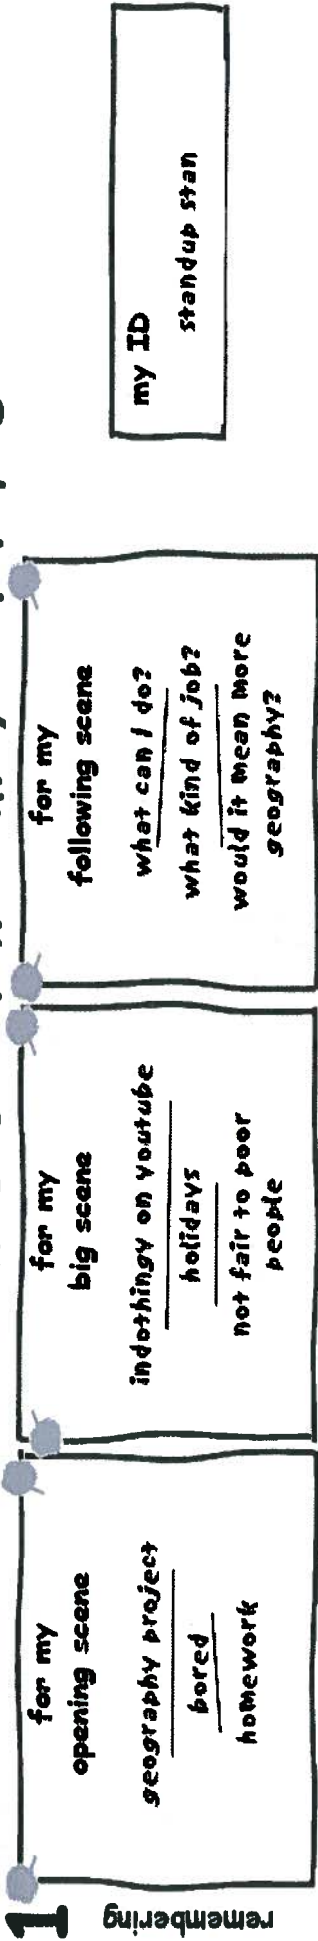 1
remembering
for my
opening scene
geography project
bored
homework
for my
big scene
indothingy on youtube
holidays
not fair to poor
people
for my
following scene
what can I do?
what kind of job?
would it mean more
geography?
my ID
standup stan